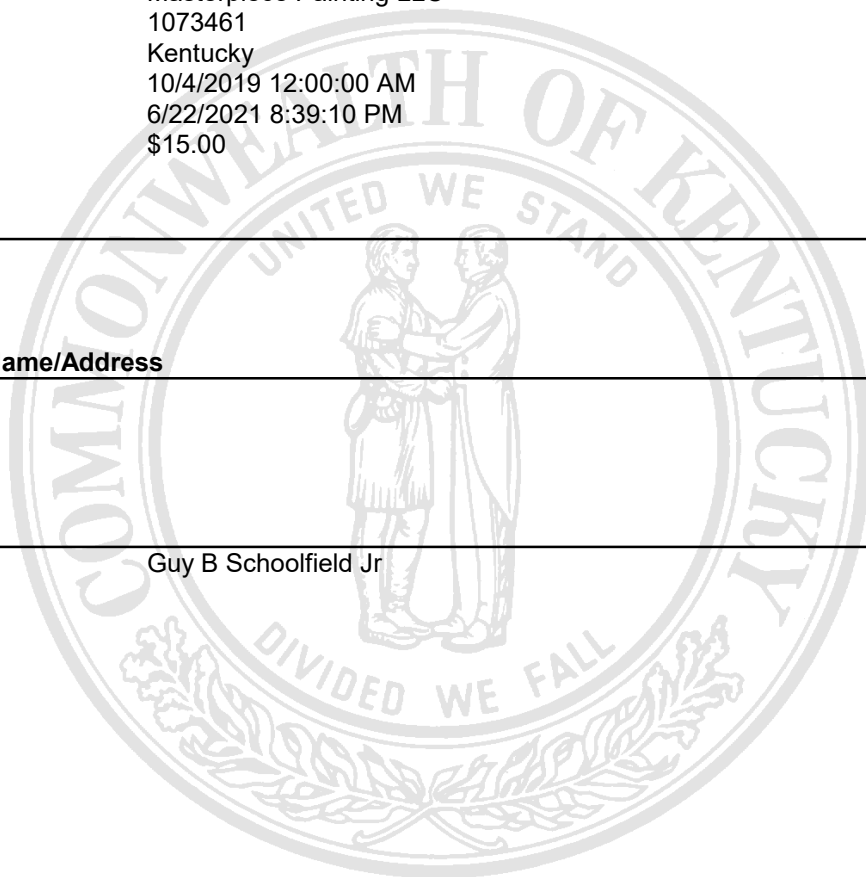 Masterpiece Painting LLC
1073461
Kentucky
10/4/2019 12:00:00 AM
6/22/2021 8:39:10 PM
$15.00
COMMONWEALTH OF KENTUCKY
UNITED WE STAND
ame/Address
Guy B Schoolfield Jr
DIVIDED WE FALL